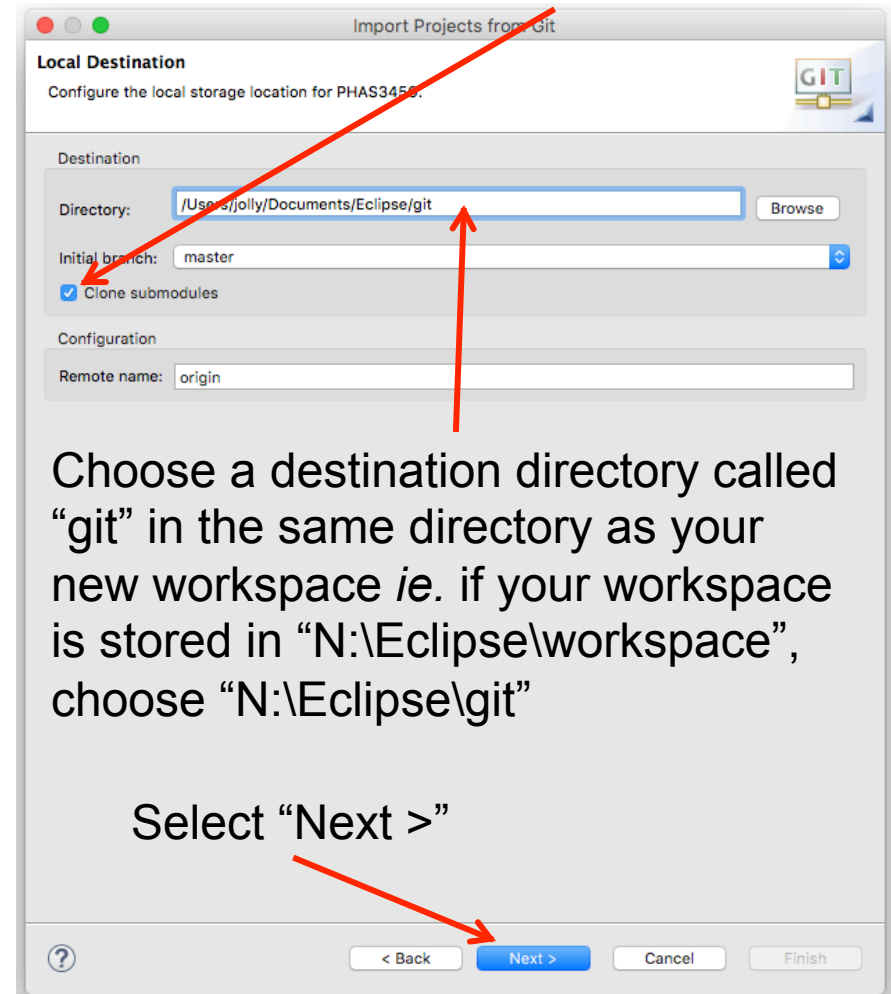 Import Projects from Git
Local Destination
Configure the local storage location for PHAS3459.
GIT
Destination
Directory: /Users/jolly/Documents/Eclipse/git Browse
Initial branch: master
Clone submodules
Configuration
Remote name: origin
Choose a destination directory called
“git” in the same directory as your
new workspace ie. if your workspace
is stored in “N:\Eclipse\workspace”,
choose “N:\Eclipse\git”
Select “Next >”
? < Back Next > Cancel Finish